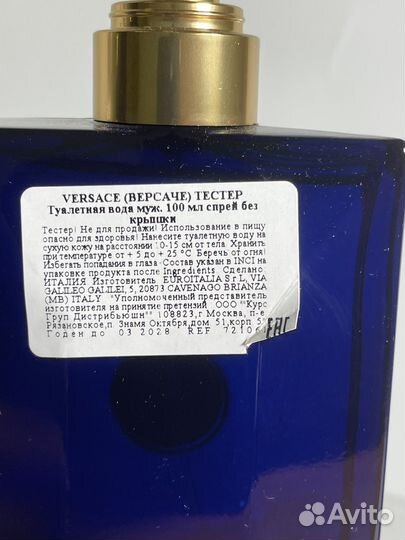 VERSACE (ВЕРСАЧЕ) ТЕСТЕР
Туалетная вода муж. 100 мл спрей без
крышки
Тестер! Не для продажи! Использование в пищу
опасно для здоровья! Нанесите туалетную воду на
сухую кожу на расстоянии 10-15 см от тела. Хранить
при температуре от + 5 до + 25 °C Беречь от огня!
Избегать попадания в глаза. Состав указан в INCI на
упаковке продукта после Ingredients. Сделано:
ИТАЛИЯ. Изготовитель: EUROITALIA S.r.L, VIA
GALILEO GALILEI, 5, 20873 CAVENAGO BRIANZA
(MB) ITALY "Уполномоченный представитель
изготовителя на принятие претензий: ООО "Курс
Груп Дистрибьюшн" 108823, г.Москва, п-е
Рязановское,п. Знамя Октября,дом 51,корп 5"
Годен до 03 2028 REF 7210
EAC
Avito